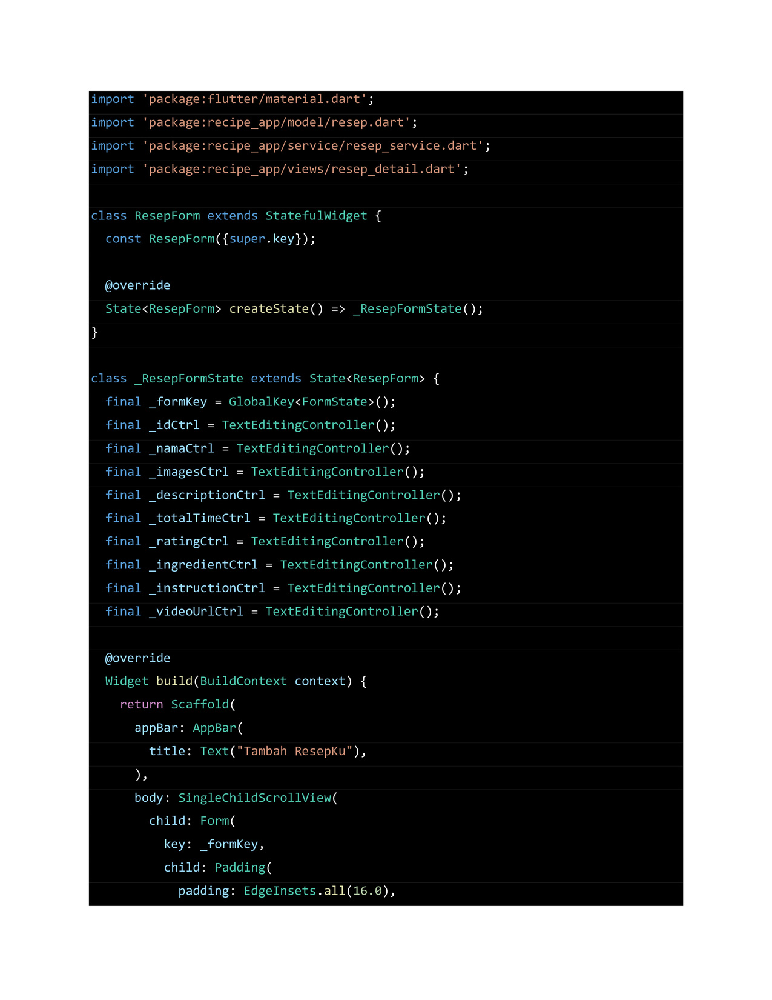 import 'package:flutter/material.dart';
import 'package:recipe_app/model/resep.dart';
import 'package:recipe_app/service/resep_service.dart';
import 'package:recipe_app/views/resep_detail.dart';
class ResepForm extends StatefulWidget {
  const ResepForm({super.key});
  @override
  State<ResepForm> createState() => _ResepFormState();
}
class _ResepFormState extends State<ResepForm> {
  final _formKey = GlobalKey<FormState>();
  final _idCtrl = TextEditingController();
  final _namaCtrl = TextEditingController();
  final _imagesCtrl = TextEditingController();
  final _descriptionCtrl = TextEditingController();
  final _totalTimeCtrl = TextEditingController();
  final _ratingCtrl = TextEditingController();
  final _ingredientCtrl = TextEditingController();
  final _instructionCtrl = TextEditingController();
  final _videoUrlCtrl = TextEditingController();
  @override
  Widget build(BuildContext context) {
    return Scaffold(
      appBar: AppBar(
        title: Text("Tambah ResepKu"),
      ),
      body: SingleChildScrollView(
        child: Form(
          key: _formKey,
          child: Padding(
            padding: EdgeInsets.all(16.0),